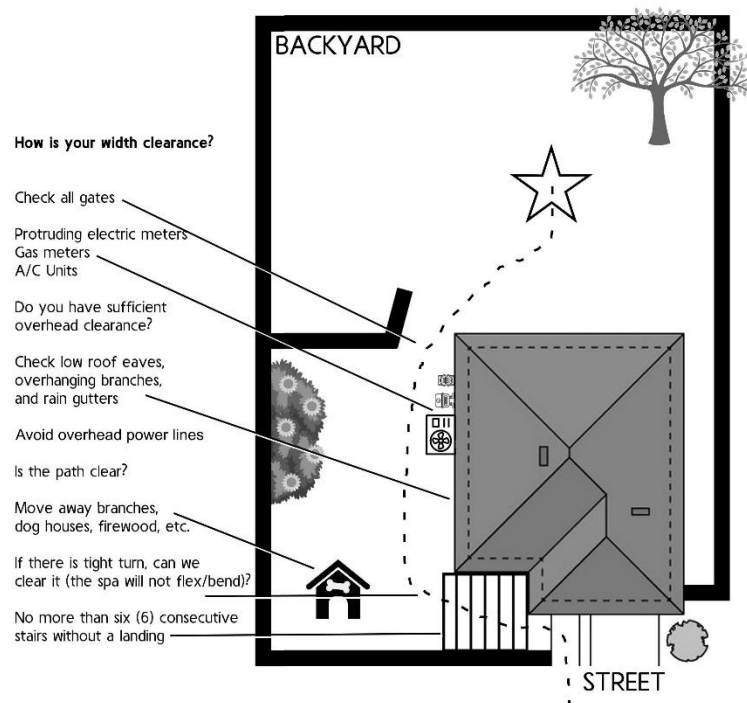 BACKYARD
How is your width clearance?
Check all gates
Protruding electric meters
Gas meters
A/C Units
Do you have sufficient
overhead clearance?
Check low roof eaves,
overhanging branches,
and rain gutters
Avoid overhead power lines
Is the path clear?
Move away branches,
dog houses, firewood, etc.
If there is tight turn, can we
clear it (the spa will not flex/bend)?
No more than six (6) consecutive
stairs without a landing
STREET